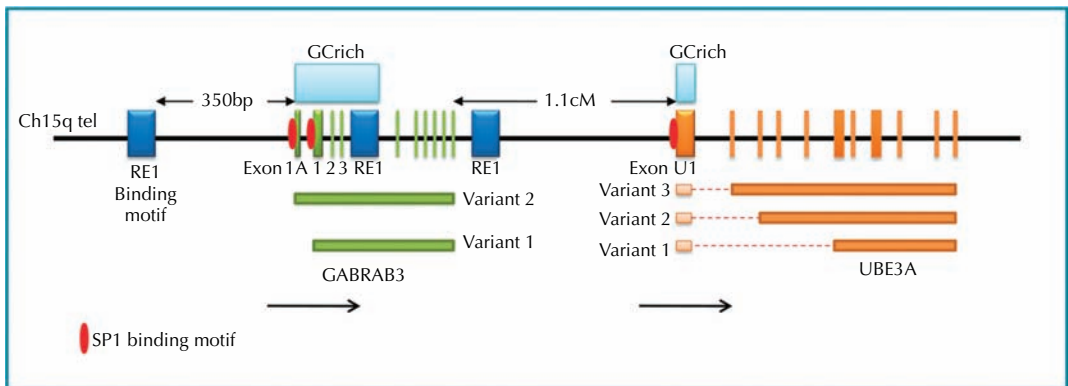 GCrich
GCrich
350bp
1.1cM
Ch15q tel
RE1
Binding
motif
Exon 1A 1 2 3 RE1
RE1
Exon U1
Variant 3
Variant 2
Variant 2
Variant 1
Variant 1
GABRAB3
UBE3A
SP1 binding motif